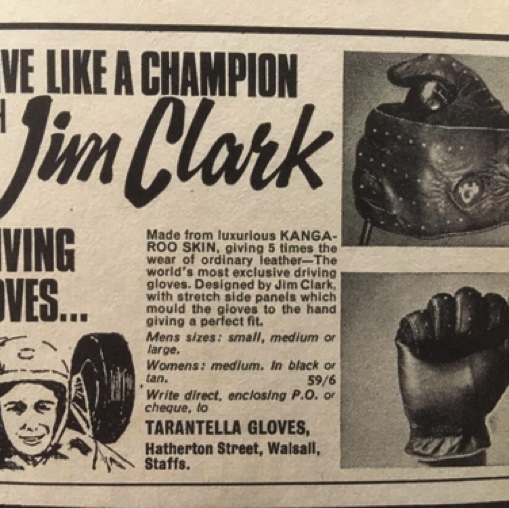 VE LIKE A CHAMPION
H Jim Clark
VING
VES...
Made from luxurious KANGA-
ROO SKIN, giving 5 times the
wear of ordinary leather—The
world's most exclusive driving
gloves. Designed by Jim Clark,
with stretch side panels which
mould the gloves to the hand
giving a perfect fit.
Mens sizes: small, medium or
large.
Womens: medium. In black or
tan. 59/6
Write direct, enclosing P.O. or
cheque, to
TARANTELLA GLOVES,
Hatherton Street, Walsall,
Staffs.